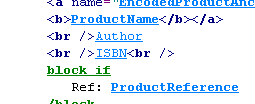 <a name="EncodedProductAnc
<b>ProductName</b></a>
<br />Author
<br />ISBN<br />
block if
Ref: ProductReference
/block